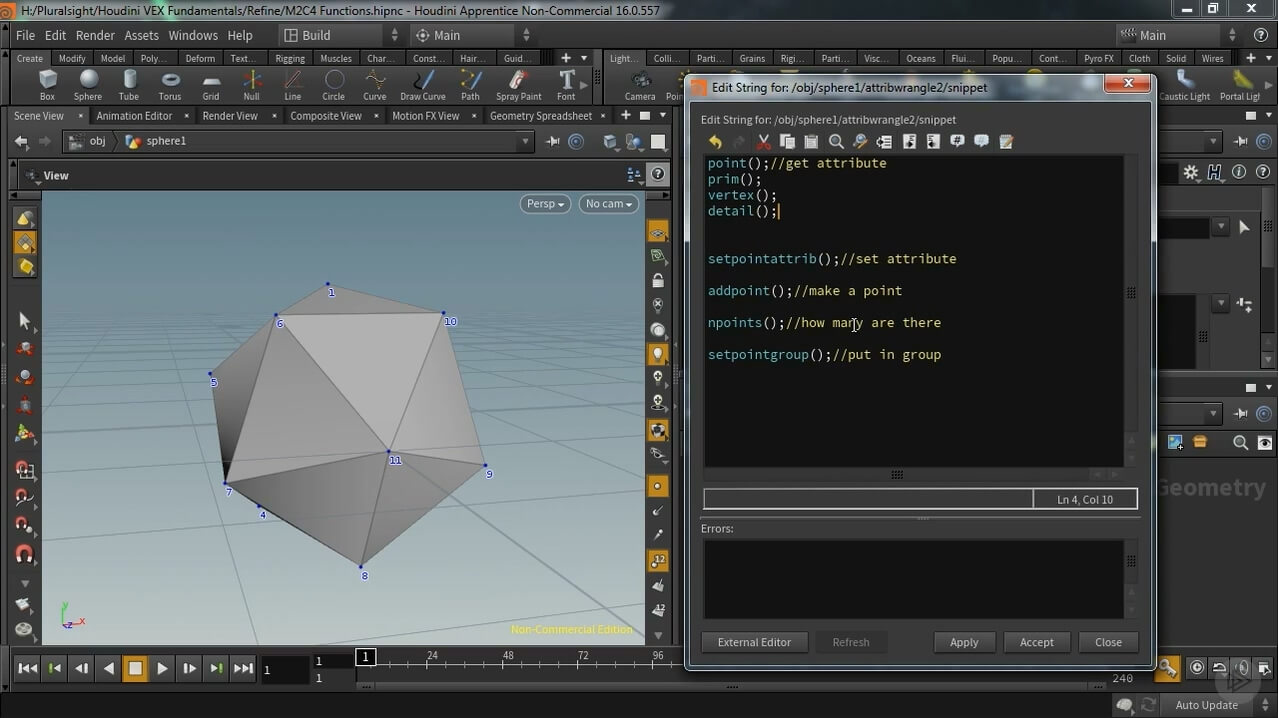 H:/Pluralsight/Houdini VEX Fundamentals/Refine/M2C4 Functions.hipnc - Houdini Apprentice Non-Commercial 16.0.557
File Edit Render Assets Windows Help Build Main Main
Create Modify Model Poly... Deform Text... Rigging Muscles Char... Const... Hair... Guid... Light... Colli... Parti... Grains Rigi... Parti... Visc... Oceans Flui... Popu... Cont... Pyro FX Cloth Solid Wires
Box Sphere Tube Torus Grid Null Line Circle Curve Draw Curve Path Spray Paint Font Camera Caustic Light Portal Ligl
Scene View Animation Editor Render View Composite View Motion FX View Geometry Spreadsheet
obj sphere1
View
Persp No cam
1
6
10
5
11
9
7
4
8
y
z x
Non-Commercial Edition
Edit String for: /obj/sphere1/attribwrangle2/snippet
Edit String for: /obj/sphere1/attribwrangle2/snippet
point();//get attribute
prim();
vertex();
detail();
setpointattrib();//set attribute
addpoint();//make a point
npoints();//how many are there
setpointgroup();//put in group
Ln 4, Col 10
Errors:
External Editor Refresh Apply Accept Close
Geometry
1 1 1 24 48 72 96
1 240
Auto Update